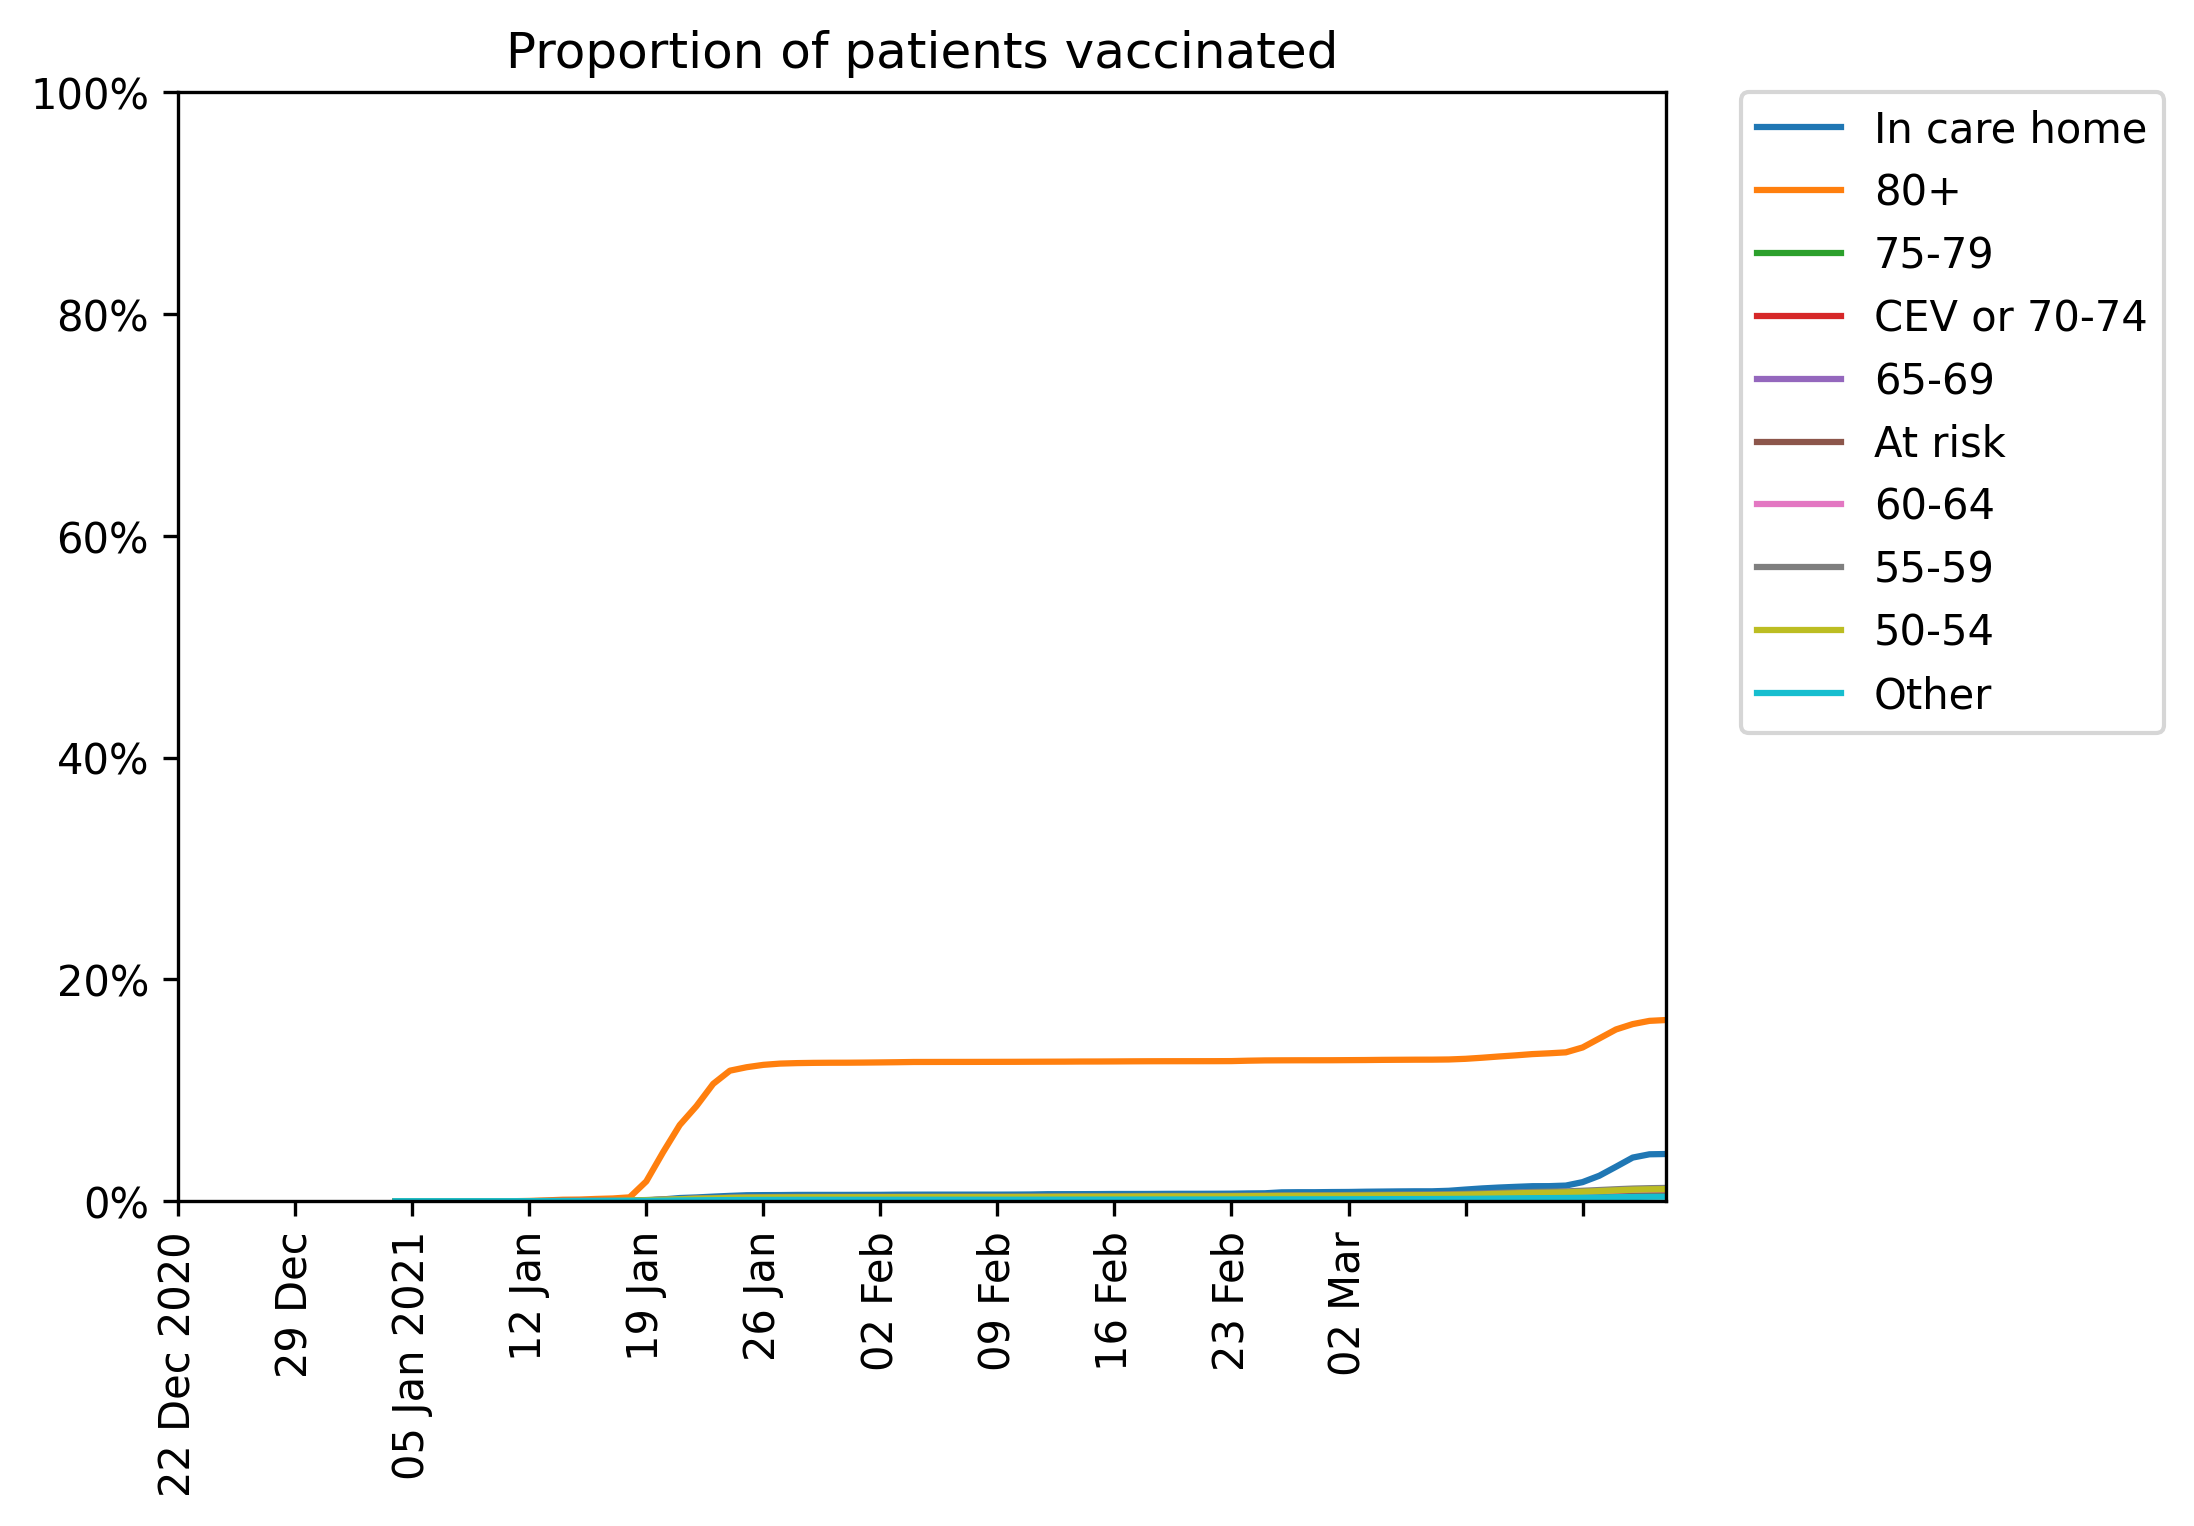 Proportion of patients vaccinated
100%
80%
60%
40%
20%
0%
22 Dec 2020
29 Dec
05 Jan 2021
12 Jan
19 Jan
26 Jan
02 Feb
09 Feb
16 Feb
23 Feb
02 Mar
In care home
80+
75-79
CEV or 70-74
65-69
At risk
60-64
55-59
50-54
Other